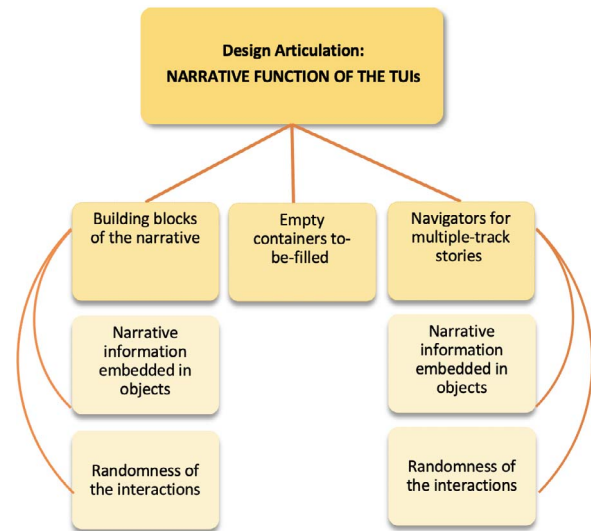 Design Articulation:
NARRATIVE FUNCTION OF THE TUIs
Building blocks
of the narrative
Empty
containers to-
be-filled
Navigators for
multiple-track
stories
Narrative
information
embedded in
objects
Narrative
information
embedded in
objects
Randomness of
the interactions
Randomness of
the interactions